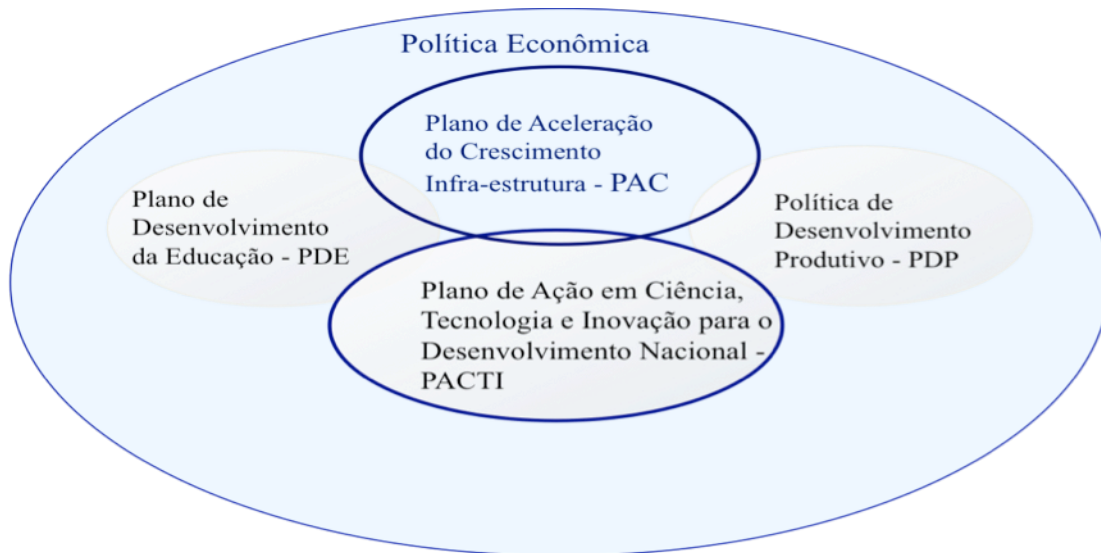 Política Econômica
Plano de Aceleração
do Crescimento
Infra-estrutura - PAC
Plano de
Desenvolvimento
da Educação - PDE
Política de
Desenvolvimento
Produtivo - PDP
Plano de Ação em Ciência,
Tecnologia e Inovação para o
Desenvolvimento Nacional -
PACTI